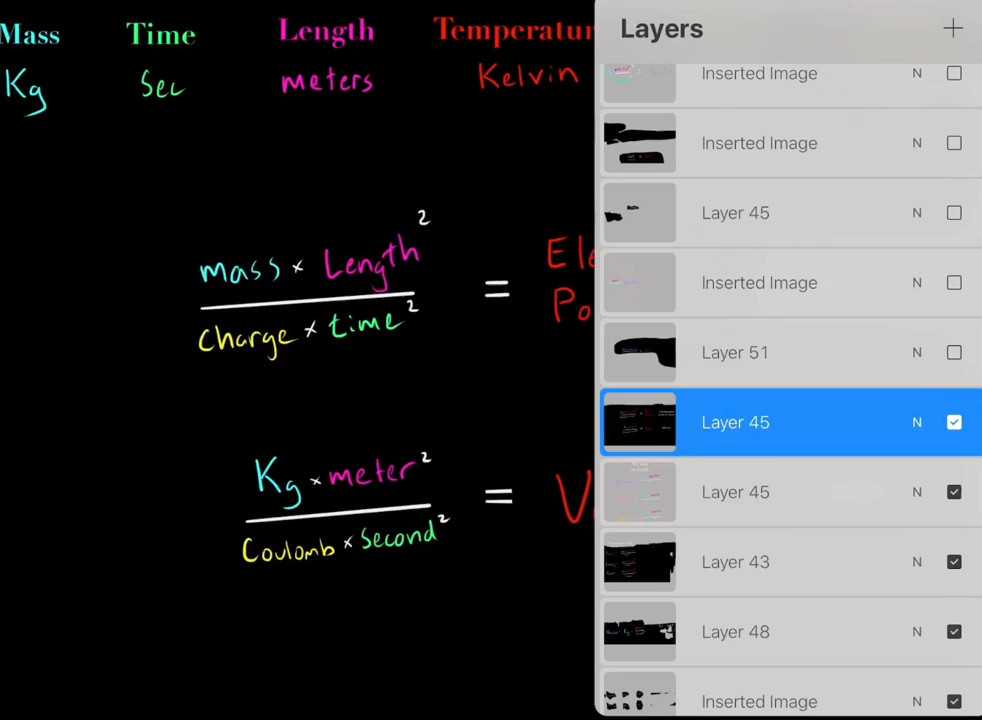 Mass Time Length Temperatur
Kg Sec meters Kelvin
mass × Length²
charge × time²
= Ele
Po
Kg × meter²
Coulomb × Second²
= V
Layers +
Inserted Image N
Inserted Image N
Layer 45 N
Inserted Image N
Layer 51 N
Layer 45 N
Layer 45 N
Layer 43 N
Layer 48 N
Inserted Image N